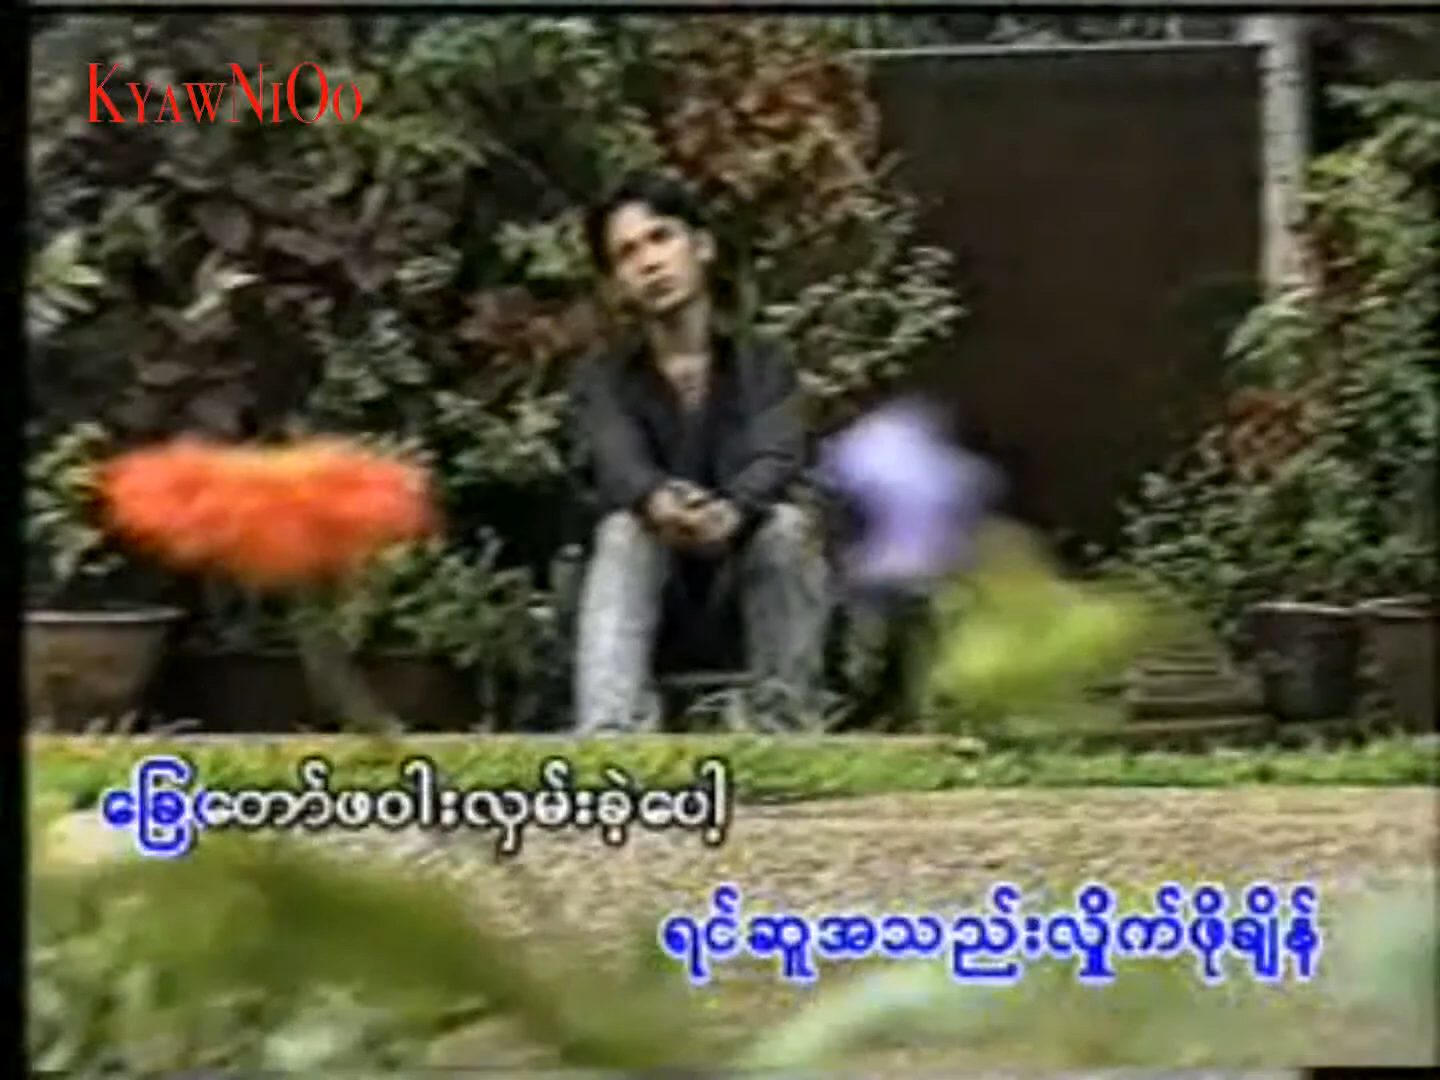 KYAWNIOO
ခြေတော်ဖဝါးလှမ်းခဲ့ပေါ့
ရင်ဆူအသည်းလှိုက်ဖိုချိန်